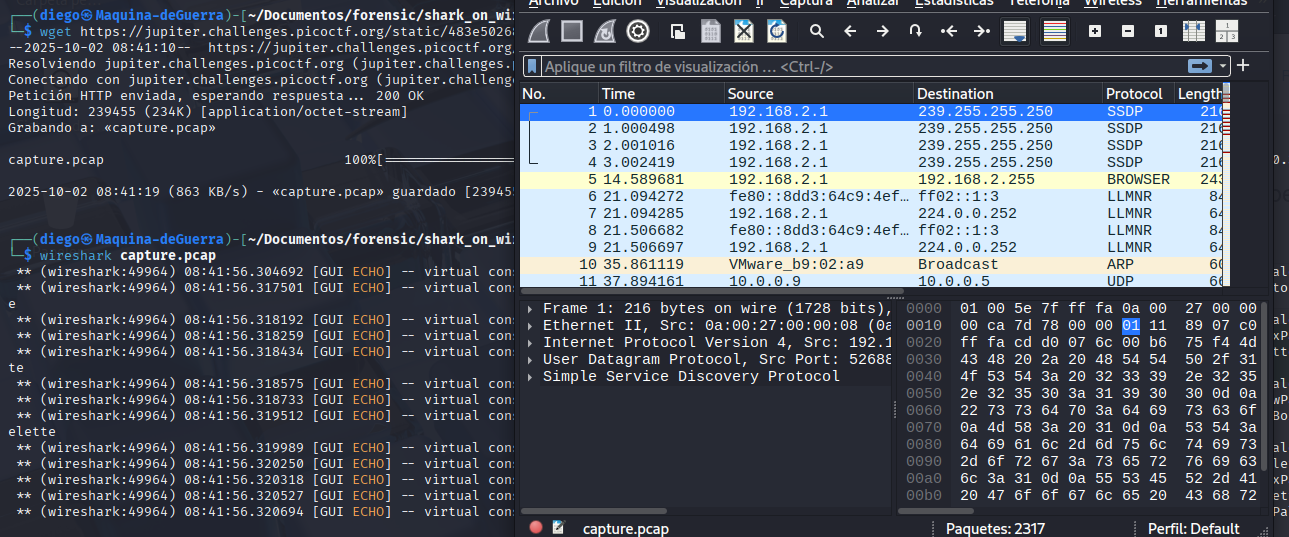 ┌──(diego㉿Maquina-deGuerra)-[~/Documentos/forensic/shark_on_wi
└─$ wget https://jupiter.challenges.picoctf.org/static/483e5026
--2025-10-02 08:41:10-- https://jupiter.challenges.picoctf.org
Resolviendo jupiter.challenges.picoctf.org (jupiter.challenges.
Conectando con jupiter.challenges.picoctf.org (jupiter.challeng
Petición HTTP enviada, esperando respuesta... 200 OK
Longitud: 239455 (234K) [application/octet-stream]
Grabando a: «capture.pcap»
capture.pcap 100%[
2025-10-02 08:41:19 (863 KB/s) - «capture.pcap» guardado [239455
┌──(diego㉿Maquina-deGuerra)-[~/Documentos/forensic/shark_on_wi
└─$ wireshark capture.pcap
** (wireshark:49964) 08:41:56.304692 [GUI ECHO] -- virtual cons
** (wireshark:49964) 08:41:56.317501 [GUI ECHO] -- virtual cons
e
** (wireshark:49964) 08:41:56.318192 [GUI ECHO] -- virtual cons
** (wireshark:49964) 08:41:56.318259 [GUI ECHO] -- virtual cons
** (wireshark:49964) 08:41:56.318434 [GUI ECHO] -- virtual cons
te
** (wireshark:49964) 08:41:56.318575 [GUI ECHO] -- virtual cons
** (wireshark:49964) 08:41:56.318733 [GUI ECHO] -- virtual cons
** (wireshark:49964) 08:41:56.319512 [GUI ECHO] -- virtual cons
elette
** (wireshark:49964) 08:41:56.319989 [GUI ECHO] -- virtual cons
** (wireshark:49964) 08:41:56.320250 [GUI ECHO] -- virtual cons
** (wireshark:49964) 08:41:56.320318 [GUI ECHO] -- virtual cons
** (wireshark:49964) 08:41:56.320527 [GUI ECHO] -- virtual cons
** (wireshark:49964) 08:41:56.320694 [GUI ECHO] -- virtual cons
Archivo Edición Visualización Ir Captura Analizar Estadísticas Telefonía Wireless Herramientas
Aplique un filtro de visualización ... <Ctrl-/>
No. Time Source Destination Protocol Length
1 0.000000 192.168.2.1 239.255.255.250 SSDP 216
2 1.000498 192.168.2.1 239.255.255.250 SSDP 216
3 2.001016 192.168.2.1 239.255.255.250 SSDP 216
4 3.002419 192.168.2.1 239.255.255.250 SSDP 216
5 14.589681 192.168.2.1 192.168.2.255 BROWSER 243
6 21.094272 fe80::8dd3:64c9:4ef… ff02::1:3 LLMNR 84
7 21.094285 192.168.2.1 224.0.0.252 LLMNR 64
8 21.506682 fe80::8dd3:64c9:4ef… ff02::1:3 LLMNR 84
9 21.506697 192.168.2.1 224.0.0.252 LLMNR 64
10 35.861119 VMware_b9:02:a9 Broadcast ARP 60
11 37.894161 10.0.0.9 10.0.0.5 UDP 60
Frame 1: 216 bytes on wire (1728 bits),
Ethernet II, Src: 0a:00:27:00:00:08 (0a
Internet Protocol Version 4, Src: 192.1
User Datagram Protocol, Src Port: 52688
Simple Service Discovery Protocol
0000 01 00 5e 7f ff fa 0a 00 27 00 00
0010 00 ca 7d 78 00 00 01 11 89 07 c0
0020 ff fa cd d0 07 6c 00 b6 75 f4 4d
0030 43 48 20 2a 20 48 54 54 50 2f 31
0040 4f 53 54 3a 20 32 33 39 2e 32 35
0050 2e 32 35 30 3a 31 39 30 30 0d 0a
0060 22 73 73 64 70 3a 64 69 73 63 6f
0070 0a 4d 58 3a 20 31 0d 0a 53 54 3a
0080 64 69 61 6c 2d 6d 75 6c 74 69 73
0090 2d 6f 72 67 3a 73 65 72 76 69 63
00a0 6c 3a 31 0d 0a 55 53 45 52 2d 41
00b0 20 47 6f 6f 67 6c 65 20 43 68 72
capture.pcap Paquetes: 2317 Perfil: Default